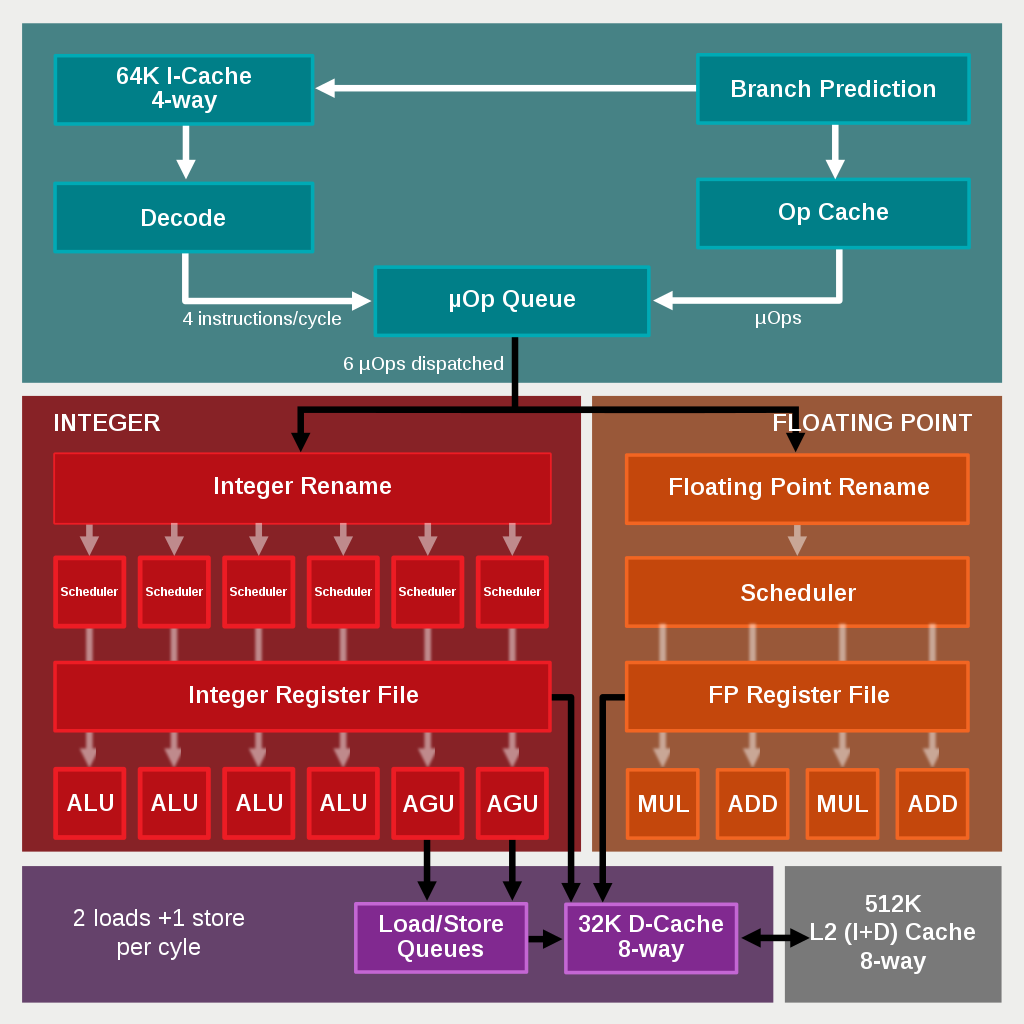 64K I-Cache
4-way
Branch Prediction
Decode
Op Cache
µOp Queue
4 instructions/cycle
µOps
6 µOps dispatched
INTEGER
FLOATING POINT
Integer Rename
Floating Point Rename
Scheduler
Scheduler
Scheduler
Scheduler
Scheduler
Scheduler
Scheduler
Integer Register File
FP Register File
ALU
ALU
ALU
ALU
AGU
AGU
MUL
ADD
MUL
ADD
2 loads +1 store
per cyle
Load/Store
Queues
32K D-Cache
8-way
512K
L2 (I+D) Cache
8-way